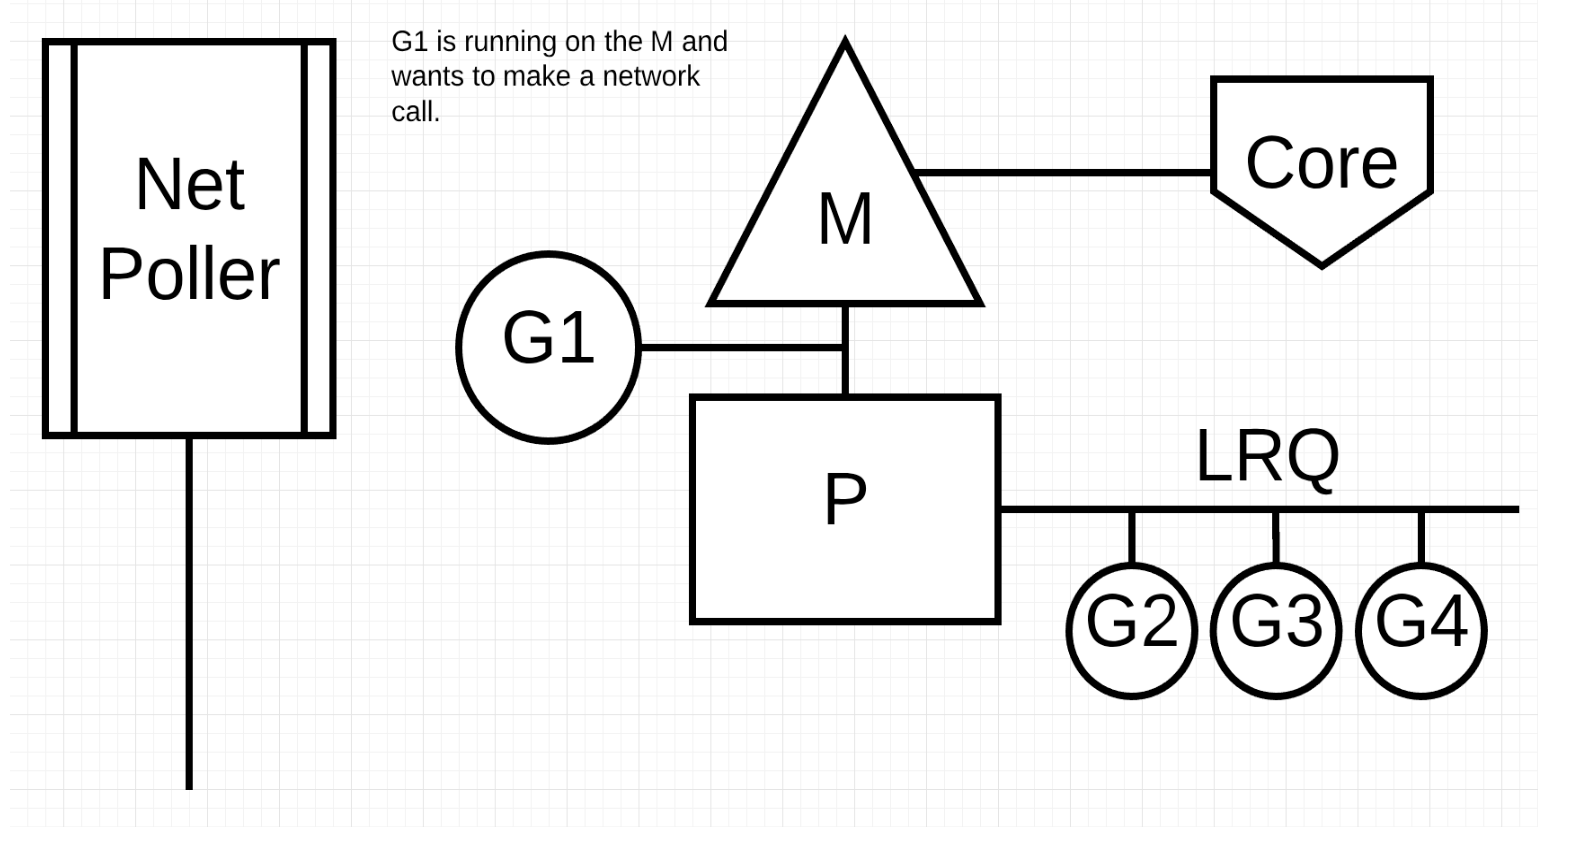 G1 is running on the M and
wants to make a network
call.
Net
Poller
M
Core
G1
P
LRQ
G2
G3
G4